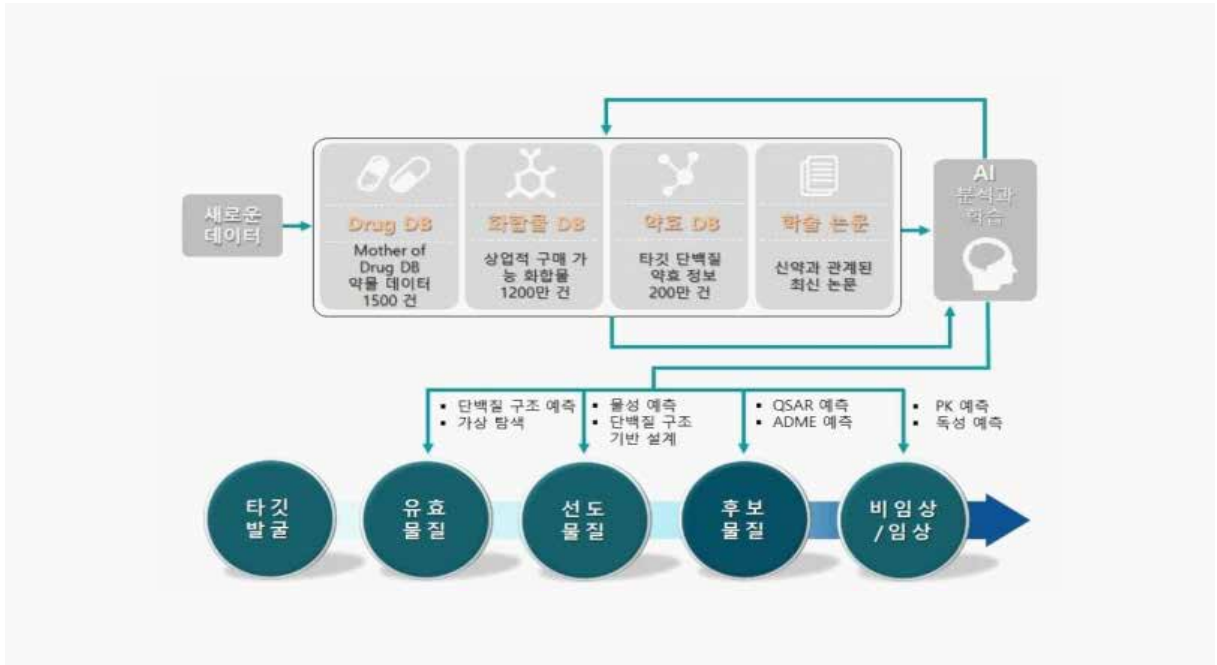 새로운
데이터
Drug DB
Mother of
Drug DB
약물 데이터
1500 건
화합물 DB
상업적 구매 가
능 화합물
1200만 건
약효 DB
타깃 단백질
약효 정보
200만 건
학술 논문
신약과 관계된
최신 논문
AI
분석과
학습
▪ 단백질 구조 예측
▪ 가상 탐색
▪ 물성 예측
▪ 단백질 구조
기반 설계
▪ QSAR 예측
▪ ADME 예측
▪ PK 예측
▪ 독성 예측
타깃
발굴
유효
물질
선도
물질
후보
물질
비임상
/임상